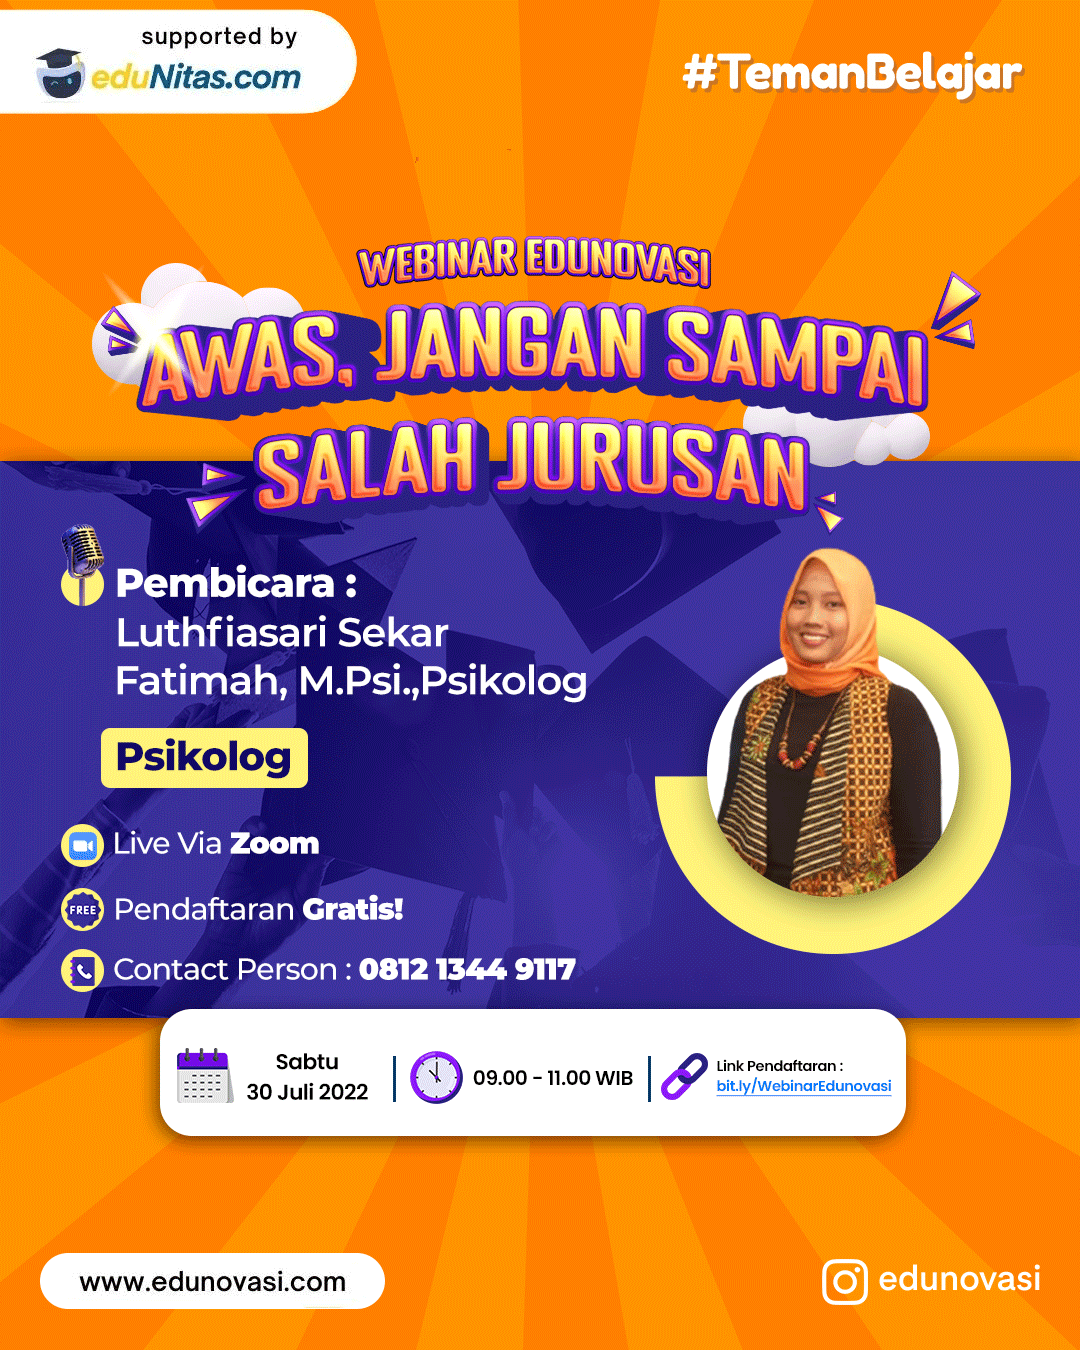 supported by
eduNitas.com
#TemanBelajar
WEBINAR EDUNOVASI
AWAS, JANGAN SAMPAI
SALAH JURUSAN
Pembicara :
Luthfiasari Sekar
Fatimah, M.Psi.,Psikolog
Psikolog
Live Via Zoom
FREE
Pendaftaran Gratis!
Contact Person : 0812 1344 9117
Sabtu
30 Juli 2022
09.00 - 11.00 WIB
Link Pendaftaran :
bit.ly/WebinarEdunovasi
www.edunovasi.com
edunovasi